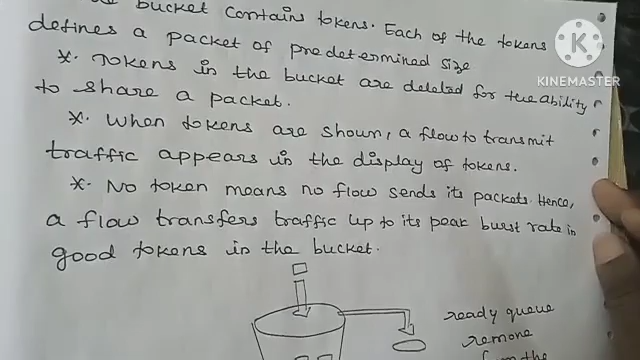 bucket contains tokens. Each of the tokens
defines a packet of predetermined size
*. Tokens in the bucket are deleted for the ability
to share a packet.
*. When tokens are shown, a flow to transmit
traffic appears in the display of tokens.
*. No token means no flow sends its packets. Hence,
a flow transfers traffic up to its peak burst rate in
good tokens in the bucket.
ready queue
remone
from the
KINEMASTER